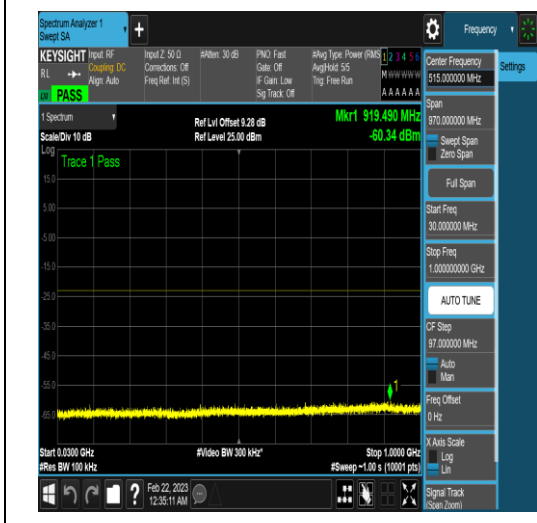 Spectrum Analyzer 1
Swept SA
+
Frequency
KEYSIGHT
RL
PASS
Input: RF
Coupling: DC
Align: Auto
Input Z: 50 Ω
Corrections: Off
Freq Ref: Int (S)
#Atten: 30 dB
PNO: Fast
Gate: Off
IF Gain: Low
Sig Track: Off
#Avg Type: Power (RMS
Avg|Hold: 5/5
Trig: Free Run
1 2 3 4 5 6
M W W W W W
A A A A A A
Center Frequency
515.000000 MHz
Settings
Span
970.000000 MHz
Swept Span
Zero Span
Full Span
Start Freq
30.000000 MHz
Stop Freq
1.000000000 GHz
AUTO TUNE
CF Step
97.000000 MHz
Auto
Man
Freq Offset
0 Hz
X Axis Scale
Log
Lin
Signal Track
(Span Zoom)
1 Spectrum
Scale/Div 10 dB
Ref Lvl Offset 9.28 dB
Ref Level 25.00 dBm
Mkr1 919.490 MHz
-60.34 dBm
Log
Trace 1 Pass
15.0
5.00
-5.00
-15.0
-25.0
-35.0
-45.0
-55.0
-65.0
1
Start 0.0300 GHz
#Res BW 100 kHz
#Video BW 300 kHz*
Stop 1.0000 GHz
#Sweep ~1.00 s (10001 pts)
?
Feb 22, 2023
12:35:11 AM